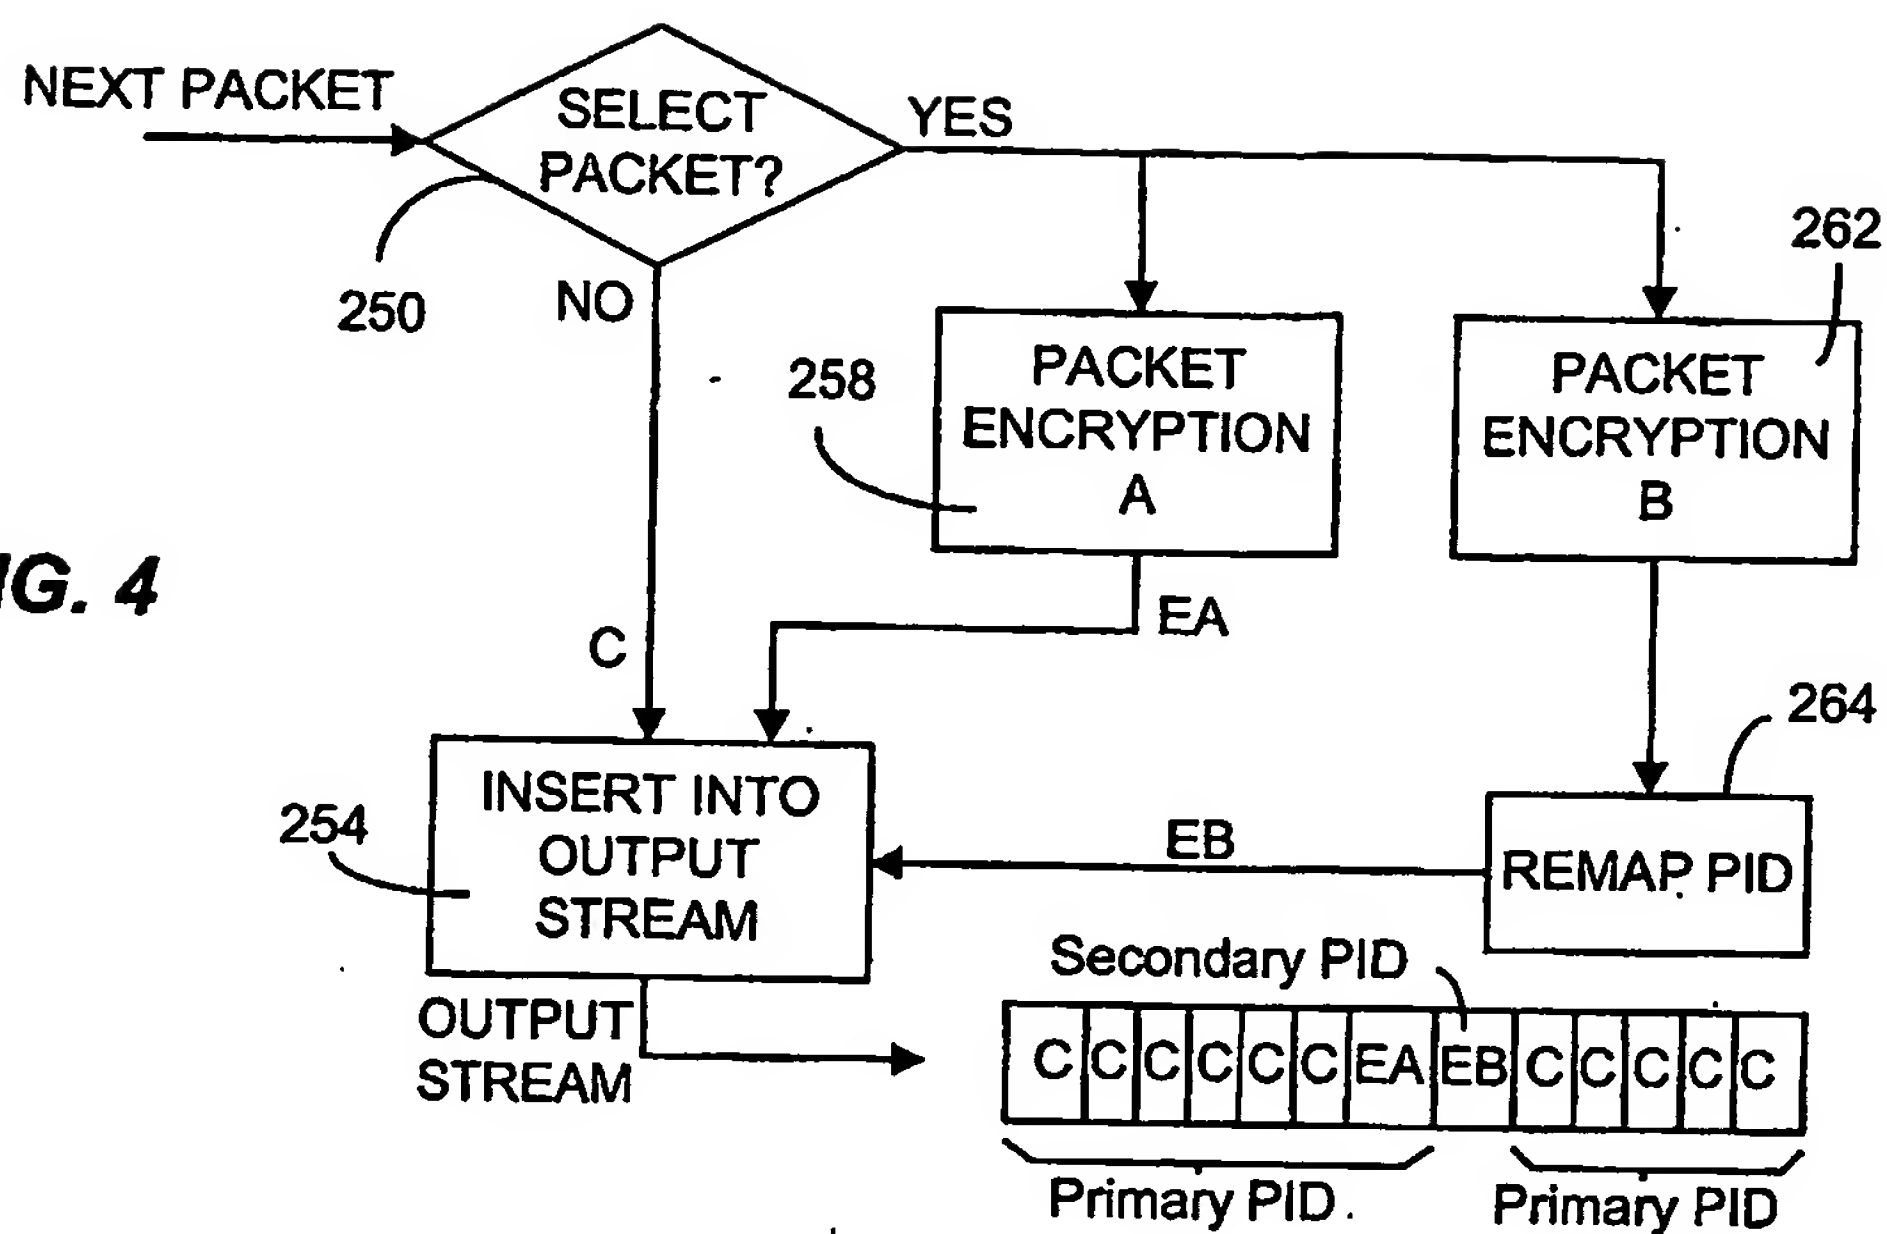 NEXT PACKET
SELECT
PACKET?
YES
NO
250
262
258
PACKET
ENCRYPTION
A
PACKET
ENCRYPTION
B
IG. 4
C
EA
264
254
INSERT INTO
OUTPUT
STREAM
EB
REMAP PID
Secondary PID
OUTPUT
STREAM
C C C C C C EA EB C C C C C
Primary PID
Primary PID